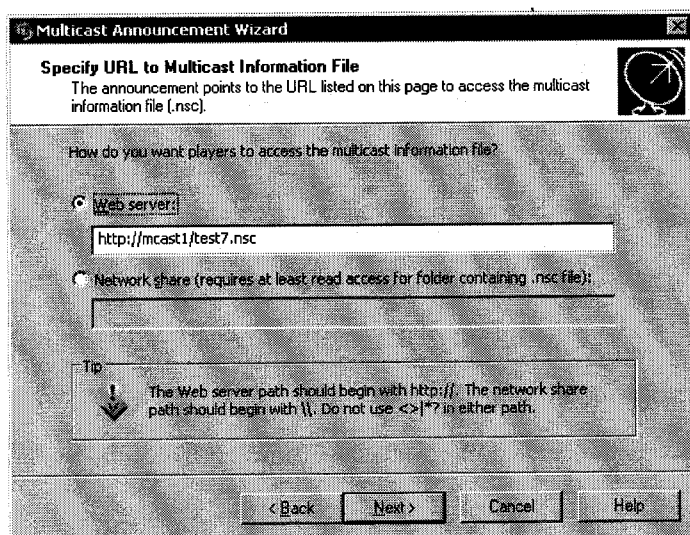 Multicast Announcement Wizard
Specify URL to Multicast Information File
The announcement points to the URL listed on this page to access the multicast
information file (.nsc).
How do you want players to access the multicast information file?
Web server:
http://mcast1/test7.nsc
Network share (requires at least read access for folder containing .nsc file):
Tip
The Web server path should begin with http://. The network share
path should begin with \\. Do not use <>|*? in either path.
< Back Next > Cancel Help